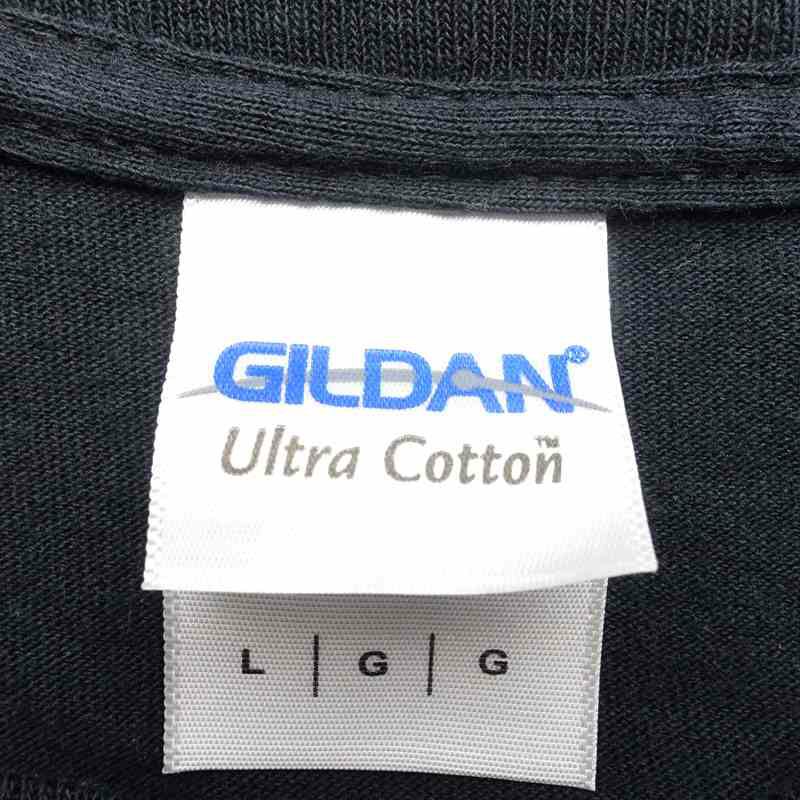 GILDAN®
Ultra Cotton™
L | G | G